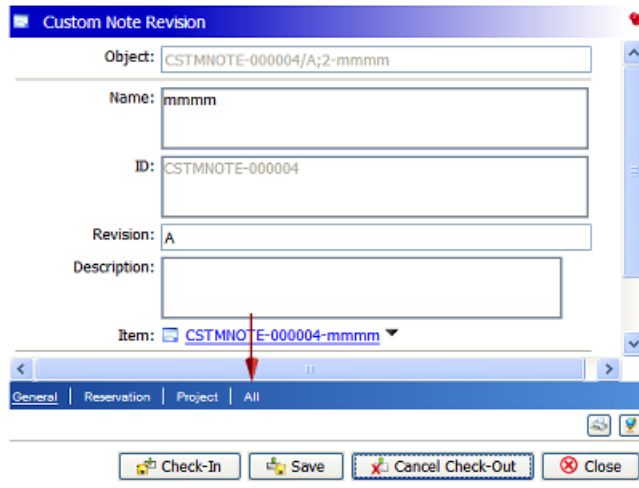 Custom Note Revision
Object: CSTMNOTE-000004/A;2-mmmm
Name: mmmm
ID: CSTMNOTE-000004
Revision: A
Description:
Item: CSTMNOTE-000004-mmmm
General | Reservation | Project | All
Check-In Save Cancel Check-Out Close